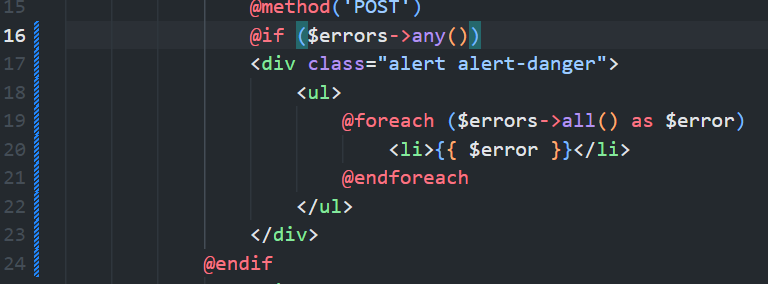 15 @method('POST')
16 @if ($errors->any())
17 <div class="alert alert-danger">
18 <ul>
19 @foreach ($errors->all() as $error)
20 <li>{{ $error }}</li>
21 @endforeach
22 </ul>
23 </div>
24 @endif